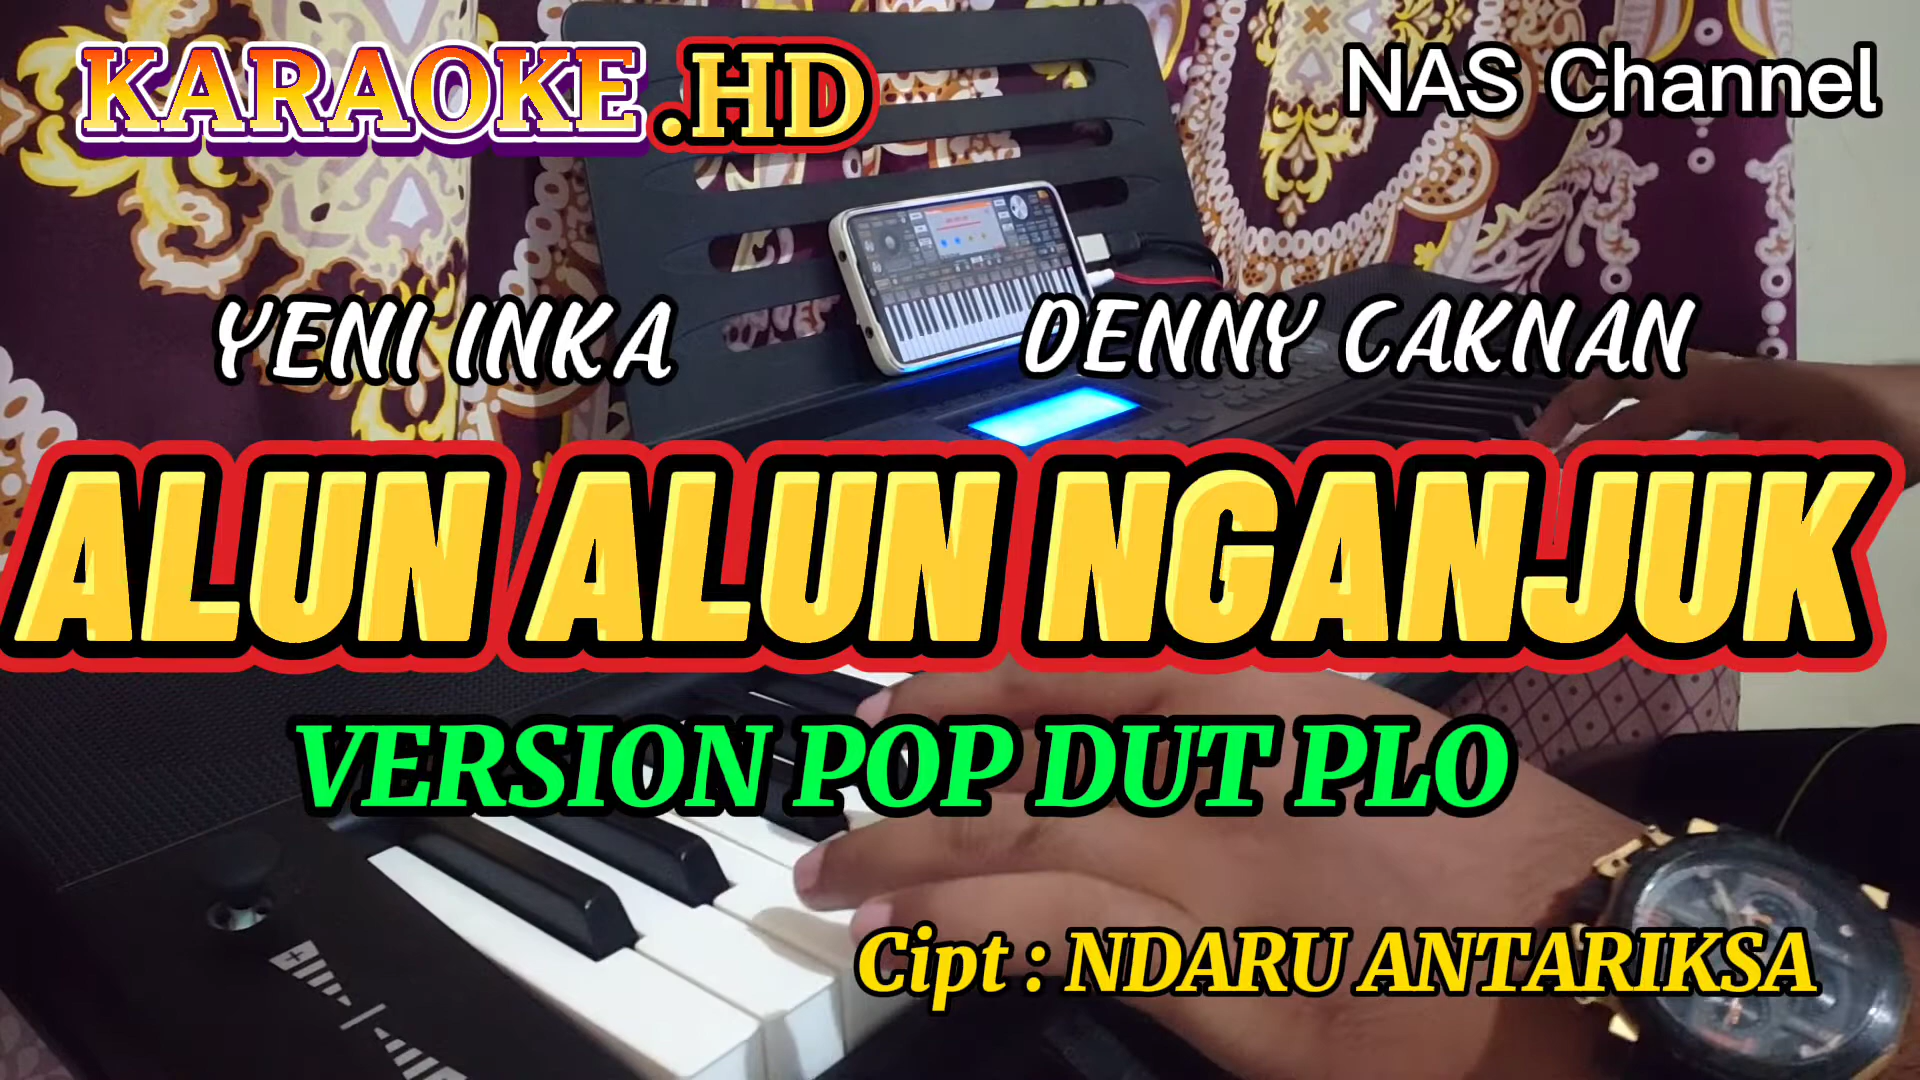 KARAOKE.HD
NAS Channel
YENI INKA
DENNY CAKNAN
ALUN ALUN NGANJUK
VERSION POP DUT PLO
Cipt : NDARU ANTARIKSA